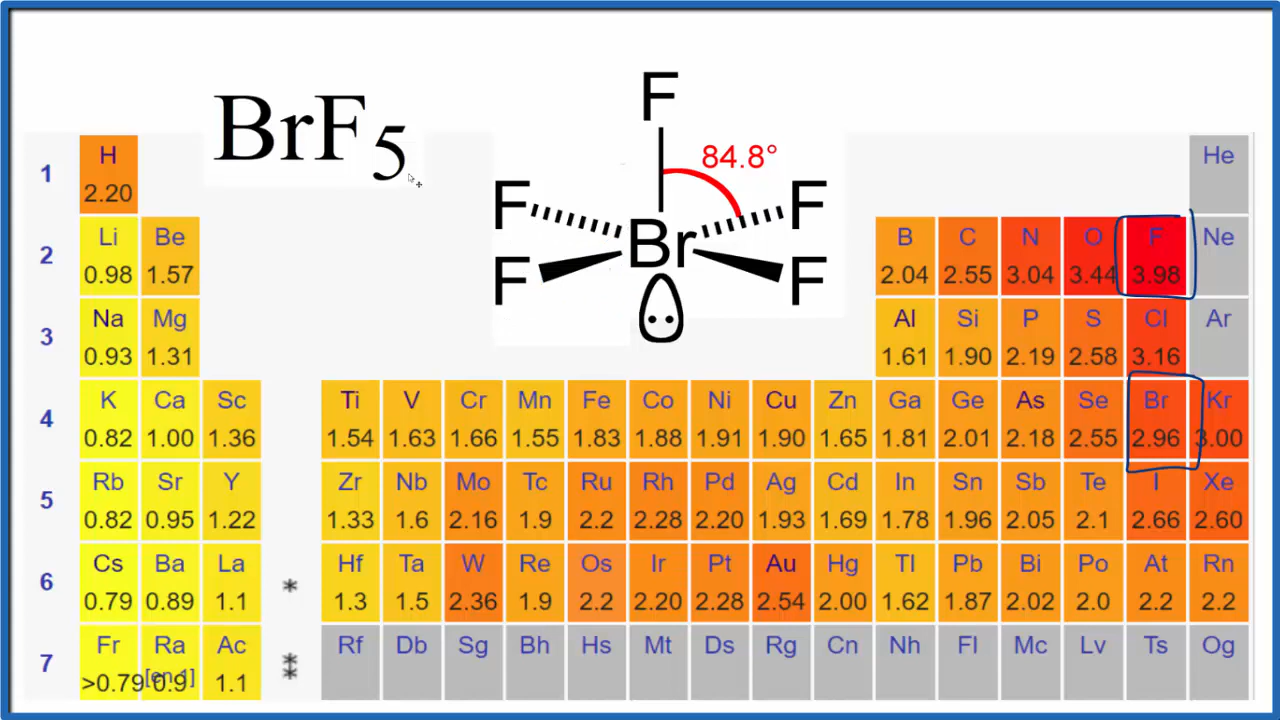 BrF5
F
84.8°
F F
Br
F F
1 H He
2.20
2 Li Be B C N O F Ne
0.98 1.57 2.04 2.55 3.04 3.44 3.98
3 Na Mg Al Si P S Cl Ar
0.93 1.31 1.61 1.90 2.19 2.58 3.16
4 K Ca Sc Ti V Cr Mn Fe Co Ni Cu Zn Ga Ge As Se Br Kr
0.82 1.00 1.36 1.54 1.63 1.66 1.55 1.83 1.88 1.91 1.90 1.65 1.81 2.01 2.18 2.55 2.96 3.00
5 Rb Sr Y Zr Nb Mo Tc Ru Rh Pd Ag Cd In Sn Sb Te I Xe
0.82 0.95 1.22 1.33 1.6 2.16 1.9 2.2 2.28 2.20 1.93 1.69 1.78 1.96 2.05 2.1 2.66 2.60
6 Cs Ba La * Hf Ta W Re Os Ir Pt Au Hg Tl Pb Bi Po At Rn
0.79 0.89 1.1 1.3 1.5 2.36 1.9 2.2 2.20 2.28 2.54 2.00 1.62 1.87 2.02 2.0 2.2 2.2
7 Fr Ra Ac ** Rf Db Sg Bh Hs Mt Ds Rg Cn Nh Fl Mc Lv Ts Og
>0.79 [en 1] 0.9 1.1